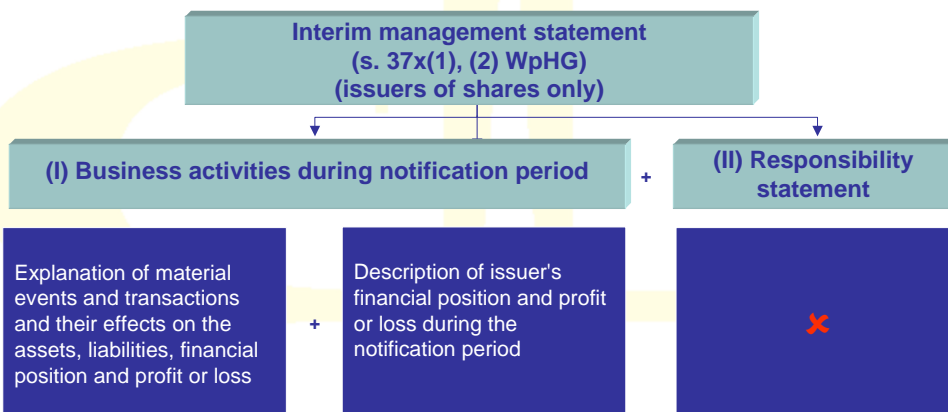 Interim management statement
(s. 37x(1), (2) WpHG)
(issuers of shares only)
(I) Business activities during notification period
+
(II) Responsibility
statement
Explanation of material
events and transactions
and their effects on the
assets, liabilities, financial
position and profit or loss
+
Description of issuer's
financial position and profit
or loss during the
notification period
✘